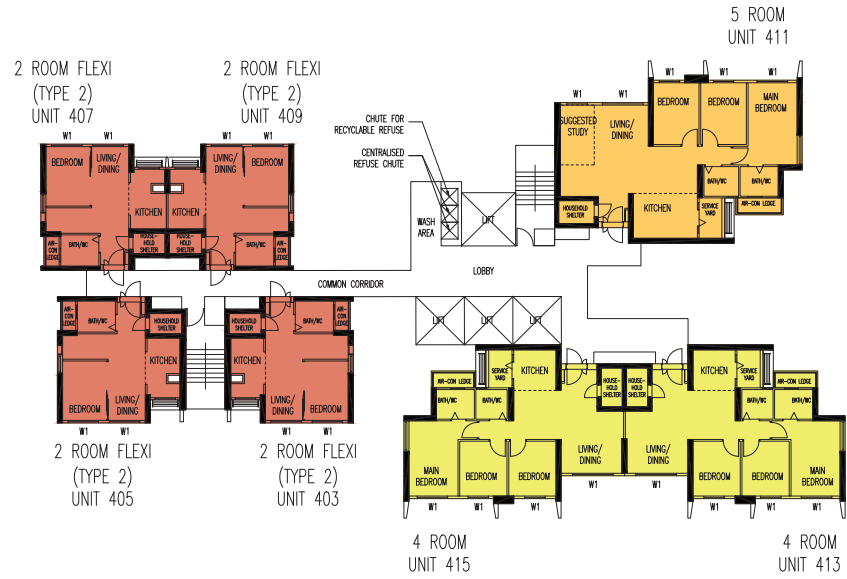 5 ROOM
UNIT 411
2 ROOM FLEXI
(TYPE 2)
UNIT 407
2 ROOM FLEXI
(TYPE 2)
UNIT 409
W1
W1
W1
W1
BEDROOM
LIVING/
DINING
LIVING/
DINING
BEDROOM
KITCHEN
KITCHEN
AIR-
CON
LEDGE
BATH/WC
HOUSE-
HOLD
SHELTER
HOUSE-
HOLD
SHELTER
BATH/WC
AIR-
CON
LEDGE
CHUTE FOR
RECYCLABLE REFUSE
CENTRALISED
REFUSE CHUTE
WASH
AREA
LIFT
W1
W1
W1
W1
W1
SUGGESTED
STUDY
LIVING/
DINING
BEDROOM
BEDROOM
MAIN
BEDROOM
BATH/WC
BATH/WC
HOUSEHOLD
SHELTER
KITCHEN
SERVICE
YARD
AIR-CON LEDGE
LOBBY
COMMON CORRIDOR
AIR-
CON
LEDGE
BATH/WC
HOUSEHOLD
SHELTER
HOUSEHOLD
SHELTER
BATH/WC
AIR-
CON
LEDGE
KITCHEN
KITCHEN
BEDROOM
LIVING/
DINING
LIVING/
DINING
BEDROOM
W1
W1
W1
W1
2 ROOM FLEXI
(TYPE 2)
UNIT 405
2 ROOM FLEXI
(TYPE 2)
UNIT 403
LIFT
LIFT
LIFT
AIR-CON LEDGE
SERVICE
YARD
KITCHEN
HOUSE-
HOLD
SHELTER
HOUSE-
HOLD
SHELTER
KITCHEN
SERVICE
YARD
AIR-CON LEDGE
BATH/WC
BATH/WC
BATH/WC
BATH/WC
MAIN
BEDROOM
BEDROOM
BEDROOM
LIVING/
DINING
LIVING/
DINING
BEDROOM
BEDROOM
MAIN
BEDROOM
W1
W1
W1
W1
W1
W1
W1
W1
4 ROOM
UNIT 415
4 ROOM
UNIT 413